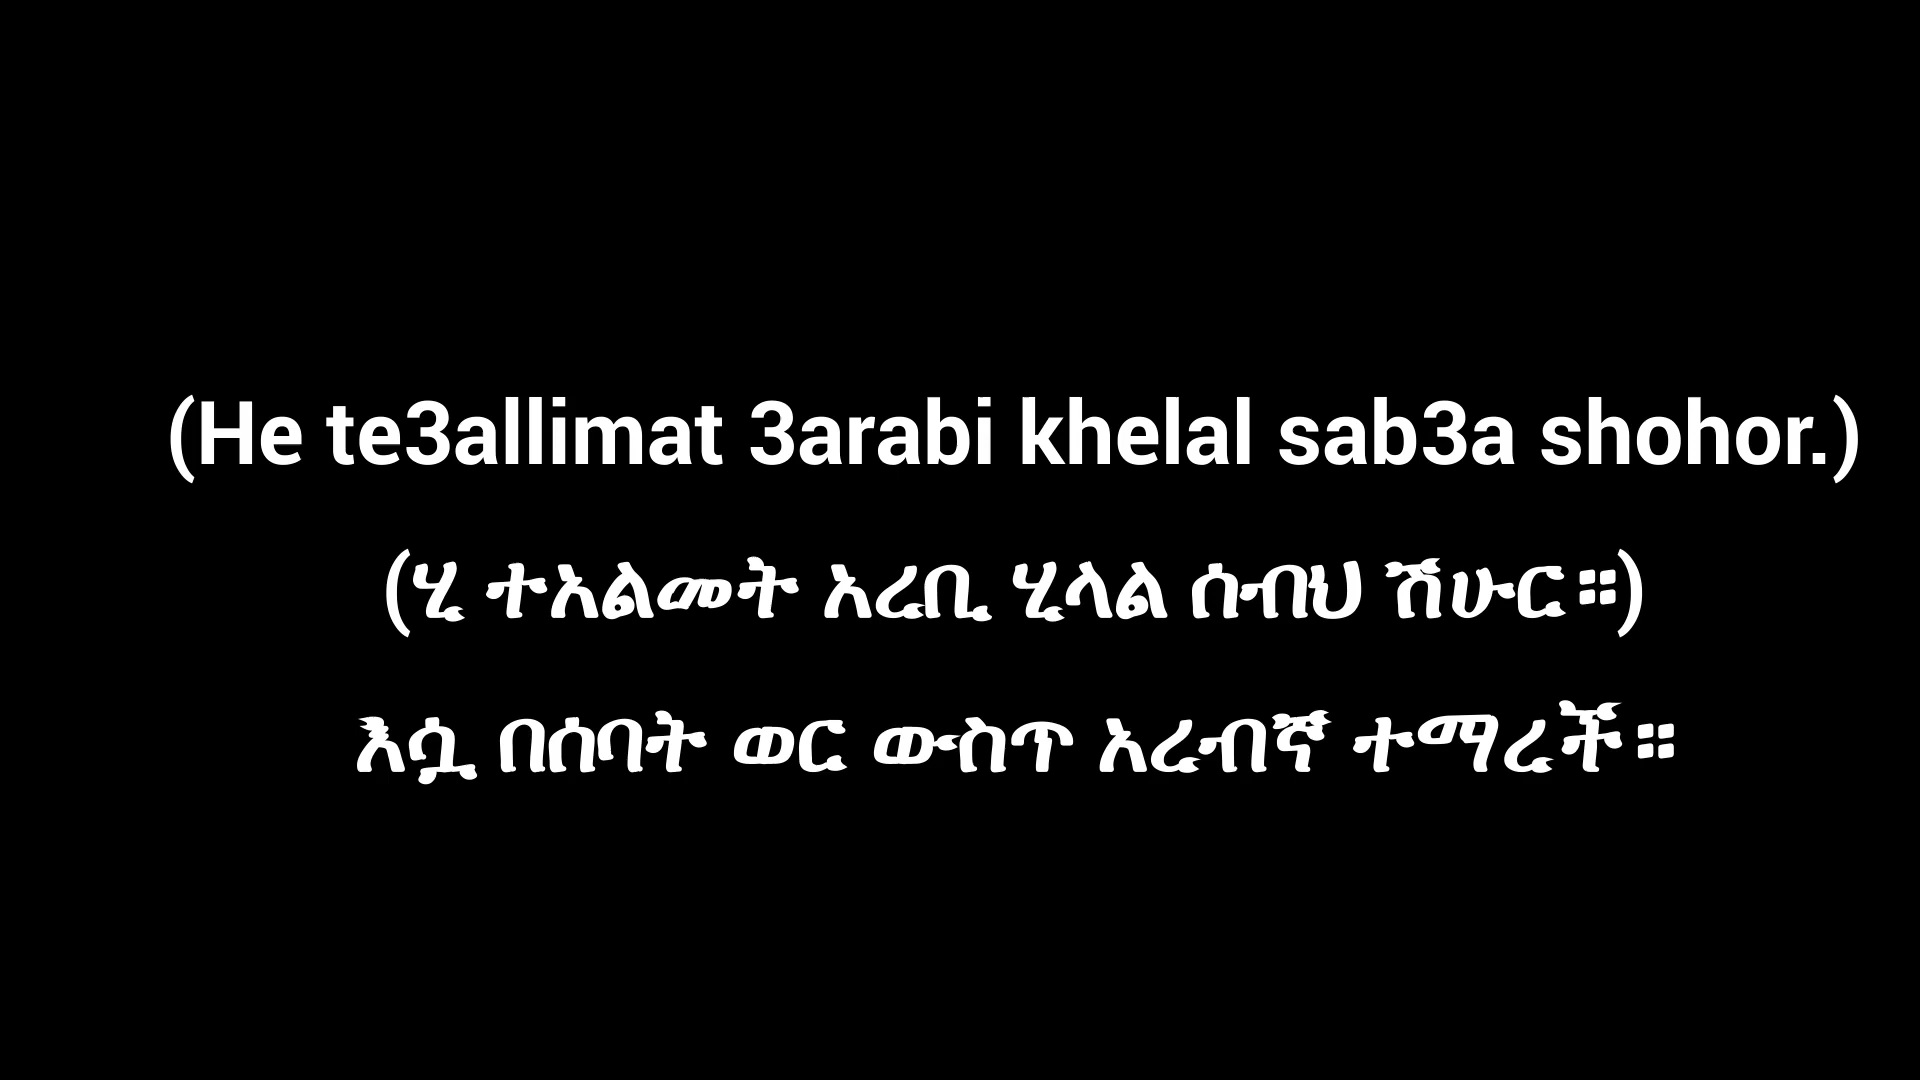 (He te3allimat 3arabi khelal sab3a shohor.)
(ሂ ተአልመት አረቢ ሂላል ሰብህ ሽሁር።)
እሷ በሰባት ወር ውስጥ አረብኛ ተማረች።